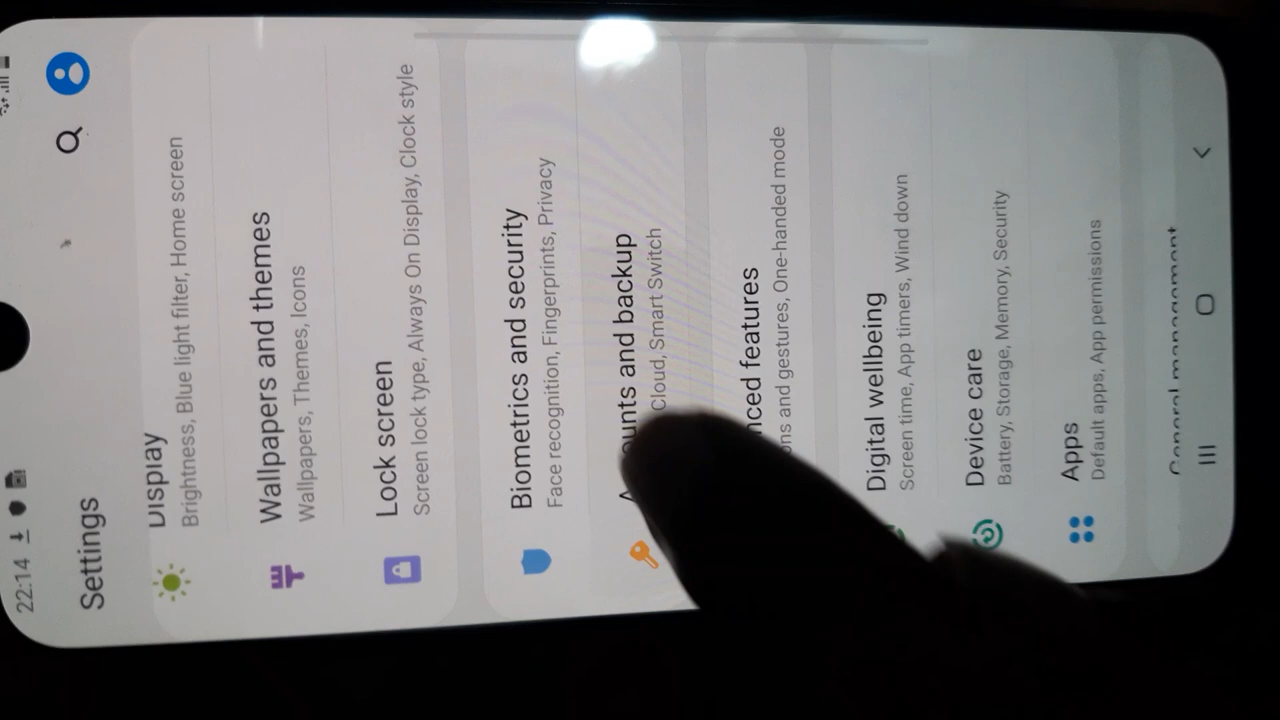 22:14
Settings
Display
Brightness, Blue light filter, Home screen
Wallpapers and themes
Wallpapers, Themes, Icons
Lock screen
Screen lock type, Always On Display, Clock style
Biometrics and security
Face recognition, Fingerprints, Privacy
and backup
Cloud, Smart Switch
features
and gestures, One-handed mode
Digital wellbeing
Screen time, App timers, Wind down
Device care
Battery, Storage, Memory, Security
Apps
Default apps, App permissions
General management